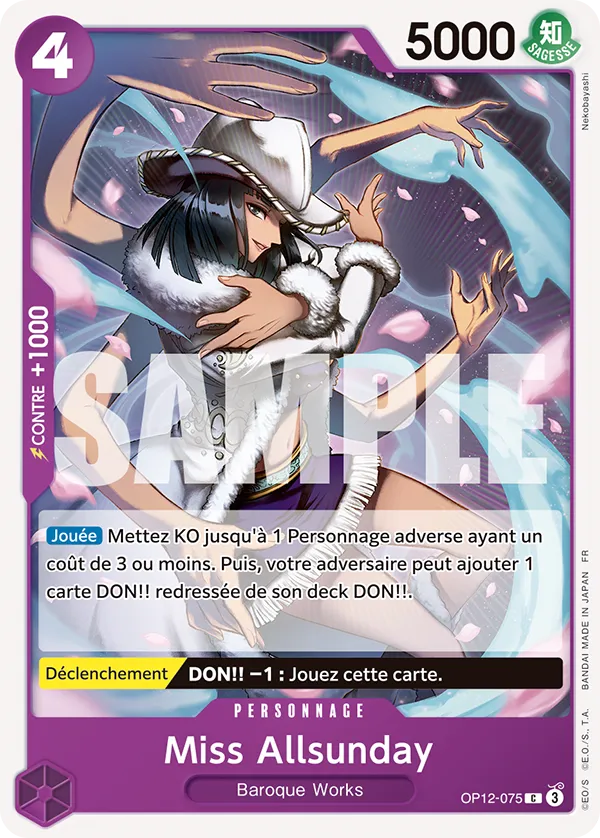 4
5000
知
SAGESSE
Nekobayashi
CONTRE +1000
SAMPLE
Jouée Mettez KO jusqu'à 1 Personnage adverse ayant un
coût de 3 ou moins. Puis, votre adversaire peut ajouter 1
carte DON!! redressée de son deck DON!!.
Déclenchement DON!! −1 : Jouez cette carte.
PERSONNAGE
Miss Allsunday
Baroque Works
OP12-075 C 3
©EO/S ©E.O./S., T.A. BANDAI MADE IN JAPAN FR